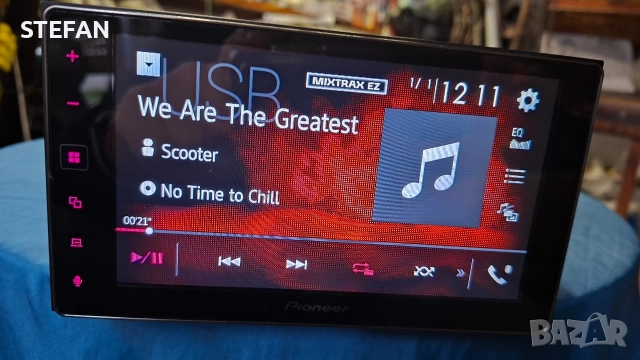 STEFAN
USB
MIXTRAX EZ
1/ 1
12 11
We Are The Greatest
EQ
Scooter
No Time to Chill
00'21"
Pioneer
BAZAR.bg